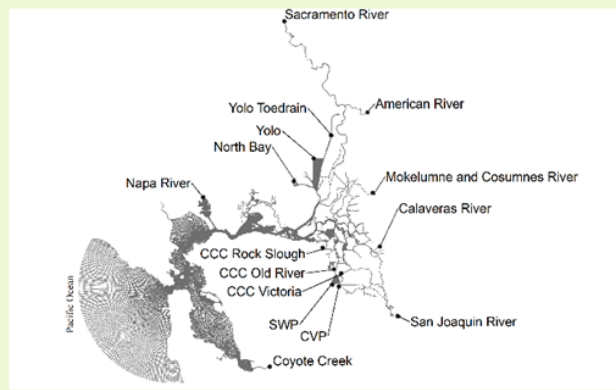 Sacramento River
American River
Yolo Toedrain
Yolo
North Bay
Mokelumne and Cosumnes River
Napa River
Calaveras River
CCC Rock Slough
CCC Old River
CCC Victoria
SWP
CVP
San Joaquin River
Pacific Ocean
Coyote Creek